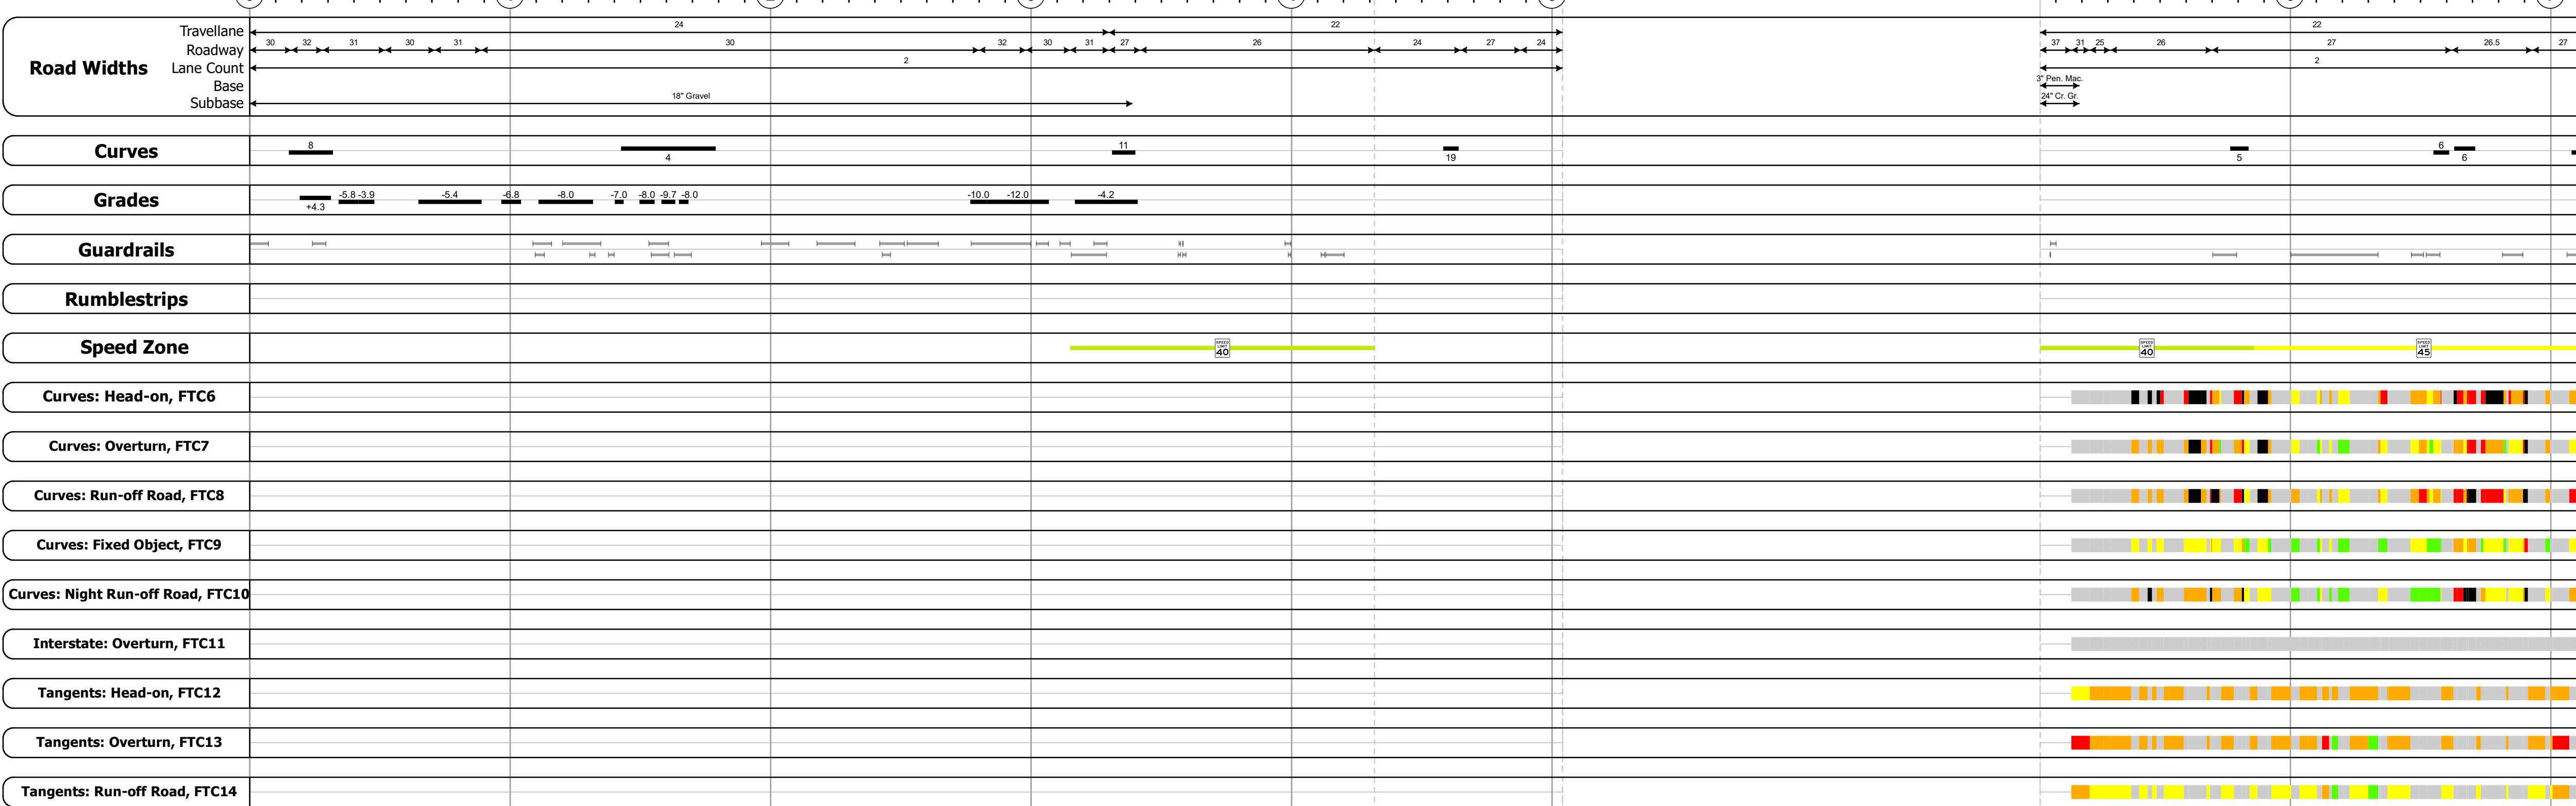 Road Widths
Travellane 24 22 22
Roadway 30 32 31 30 31 30 32 30 31 27 26 24 27 24 37 31 25 26 27 26.5 27
Lane Count 2 2
Base 3" Pen. Mac.
Subbase 18" Gravel 24" Cr. Gr.
Curves 8 4 11 19 5 6 6
Grades +4.3 -5.8 -3.9 -5.4 -6.8 -8.0 -7.0 -8.0 -9.7 -8.0 -10.0 -12.0 -4.2
Guardrails
Rumblestrips
Speed Zone SPEED LIMIT 40 SPEED LIMIT 40 SPEED LIMIT 45
Curves: Head-on, FTC6
Curves: Overturn, FTC7
Curves: Run-off Road, FTC8
Curves: Fixed Object, FTC9
Curves: Night Run-off Road, FTC10
Interstate: Overturn, FTC11
Tangents: Head-on, FTC12
Tangents: Overturn, FTC13
Tangents: Run-off Road, FTC14